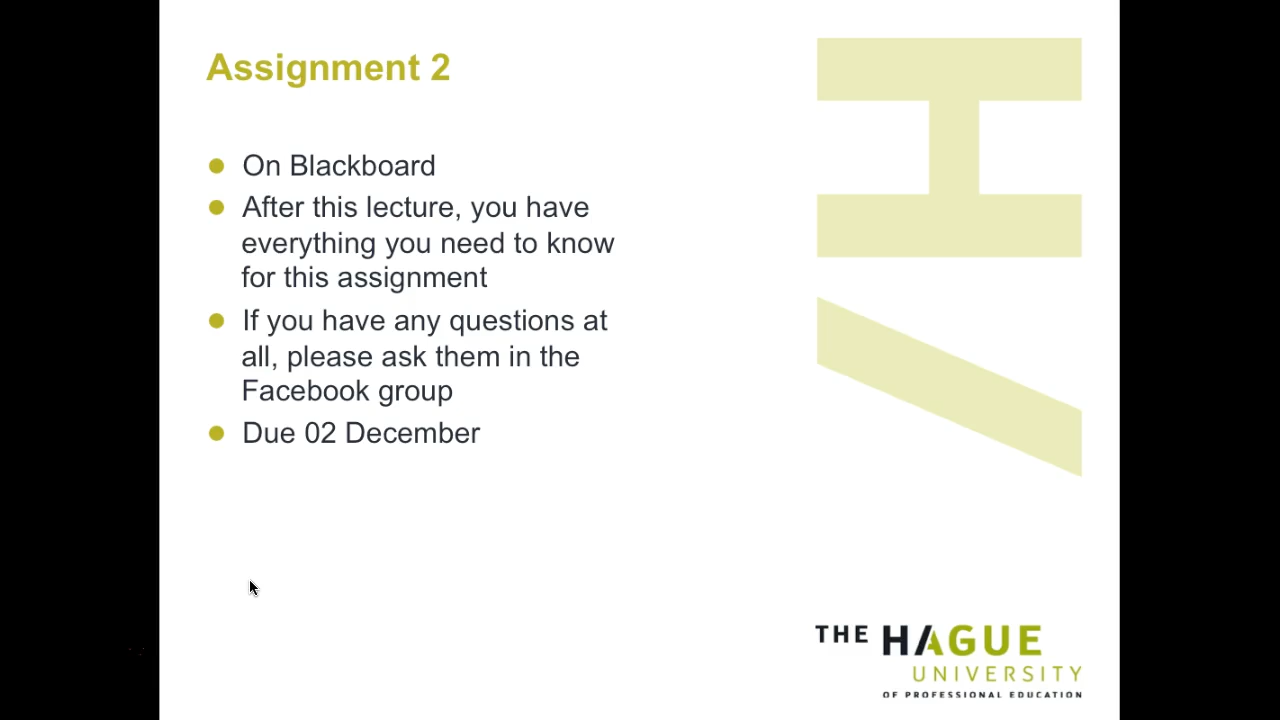 Assignment 2
On Blackboard
After this lecture, you have
everything you need to know
for this assignment
If you have any questions at
all, please ask them in the
Facebook group
Due 02 December
H/
THE HAGUE
UNIVERSITY
OF PROFESSIONAL EDUCATION